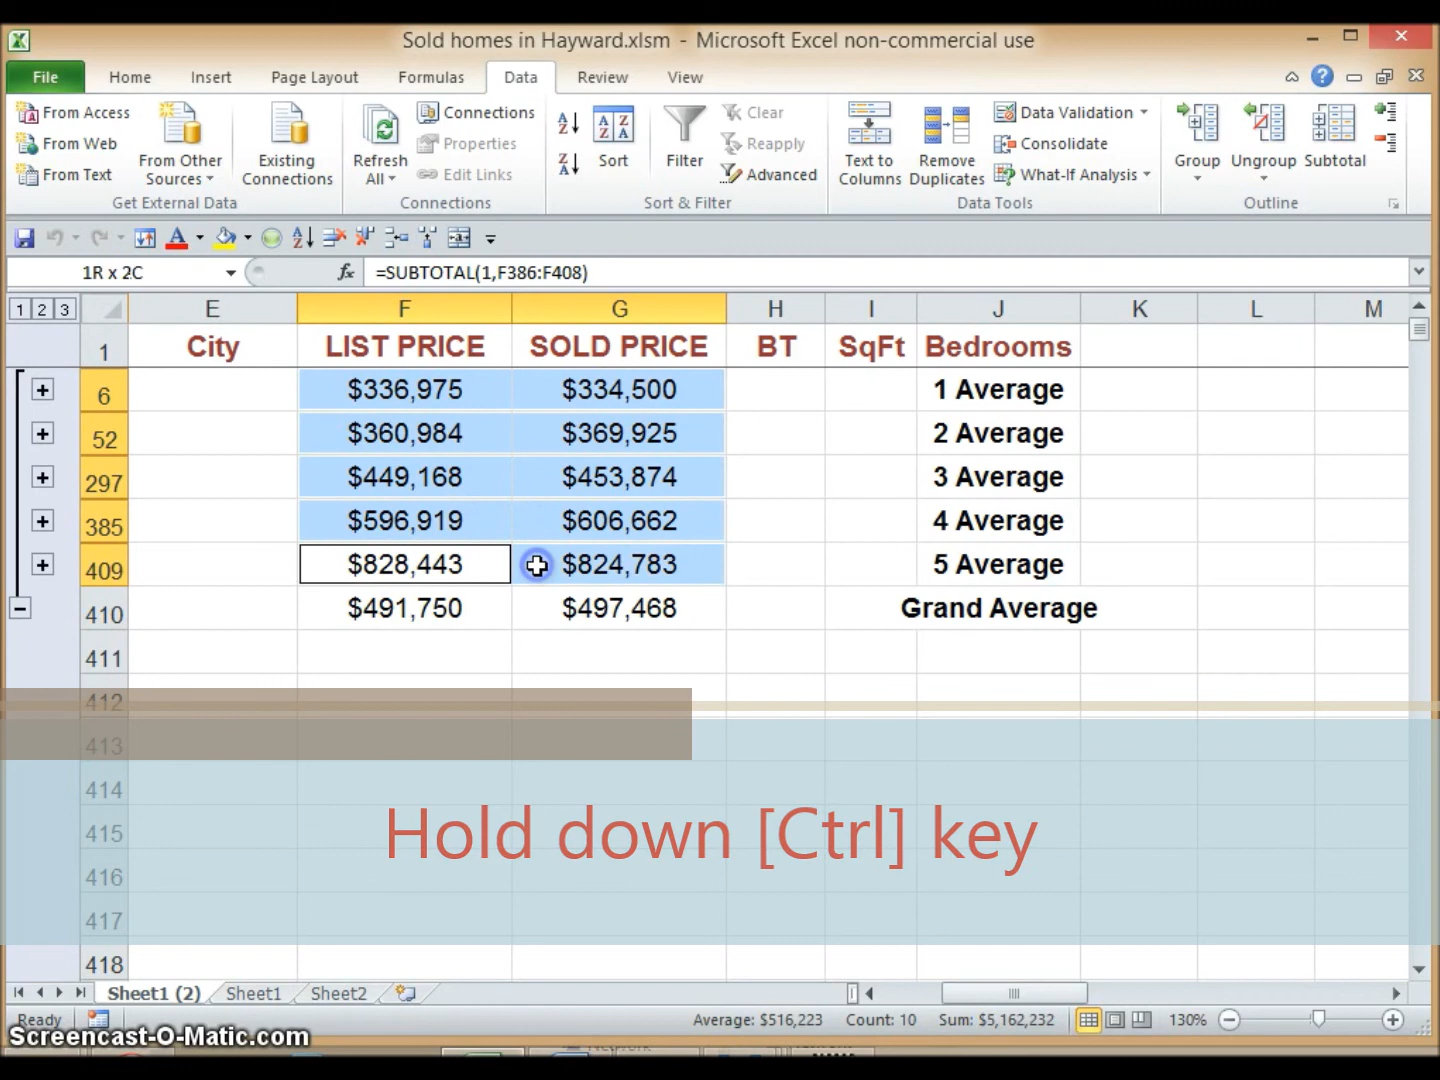 Sold homes in Hayward.xlsm - Microsoft Excel non-commercial use
File Home Insert Page Layout Formulas Data Review View
From Access
From Web
From Text
From Other Sources
Existing Connections
Get External Data
Refresh All
Connections
Properties
Edit Links
Connections
Sort
Filter
Clear
Reapply
Advanced
Sort & Filter
Text to Columns
Remove Duplicates
Data Validation
Consolidate
What-If Analysis
Data Tools
Group
Ungroup
Subtotal
Outline
1R x 2C fx =SUBTOTAL(1,F386:F408)
1 2 3 E F G H I J K L M
1 City LIST PRICE SOLD PRICE BT SqFt Bedrooms
6 $336,975 $334,500 1 Average
52 $360,984 $369,925 2 Average
297 $449,168 $453,874 3 Average
385 $596,919 $606,662 4 Average
409 $828,443 $824,783 5 Average
410 $491,750 $497,468 Grand Average
411
412
413
414
415
416
417
418
Hold down [Ctrl] key
Sheet1 (2) Sheet1 Sheet2
Ready Average: $516,223 Count: 10 Sum: $5,162,232 130%
Screencast-O-Matic.com